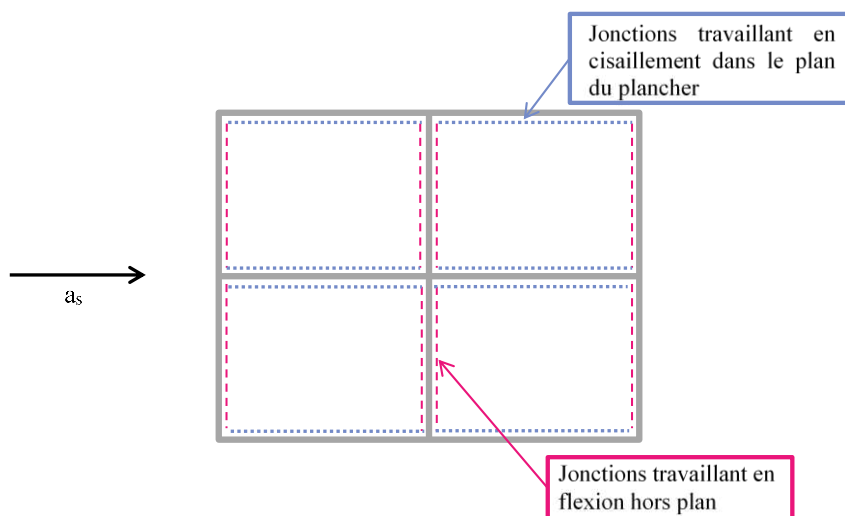 Jonctions travaillant en
cisaillement dans le plan
du plancher
as
Jonctions travaillant en
flexion hors plan